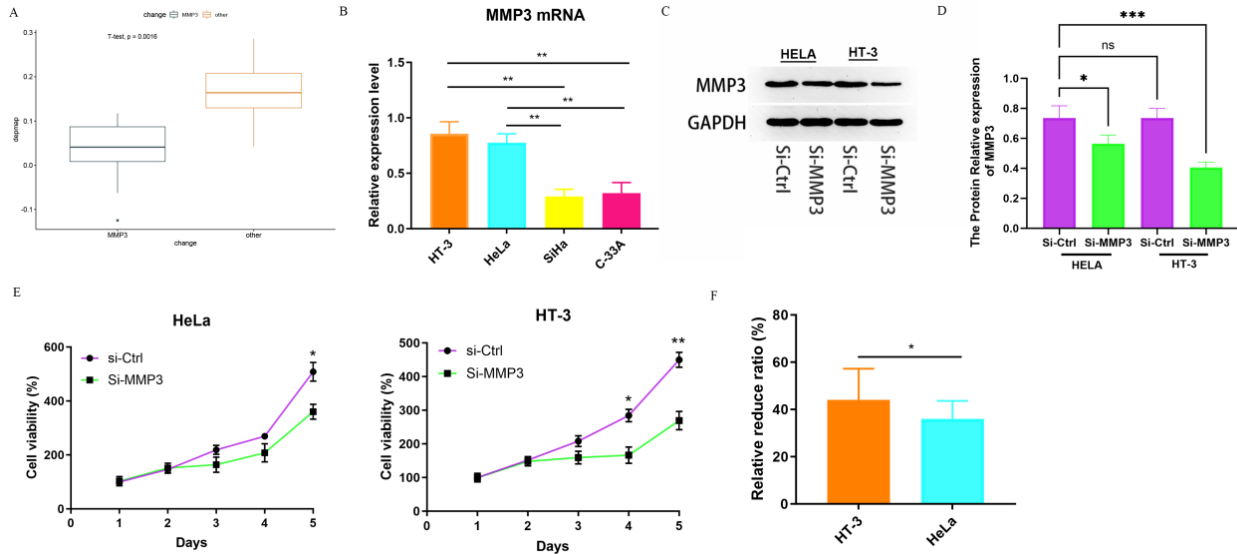 A
change MMP3 other
T-test, p = 0.0016
0.3
0.2
0.1
0.0
-0.1
depmap
MMP3
other
change
B
MMP3 mRNA
Relative expression level
1.5
1.0
0.5
0.0
**
**
**
**
HT-3
HeLa
SiHa
C-33A
C
HELA HT-3
MMP3
GAPDH
Si-Ctrl
Si-MMP3
Si-Ctrl
Si-MMP3
D
The Protein Relative expression
of MMP3
***
ns
*
1.0
0.8
0.6
0.4
0.2
0.0
Si-Ctrl Si-MMP3 Si-Ctrl Si-MMP3
HELA HT-3
E
HeLa
Cell viability (%)
600
400
200
0
si-Ctrl
Si-MMP3
*
0 1 2 3 4 5
Days
HT-3
Cell viability (%)
500
400
300
200
100
0
si-Ctrl
Si-MMP3
*
**
0 1 2 3 4 5
Days
F
Relative reduce ratio (%)
80
60
40
20
0
*
HT-3
HeLa